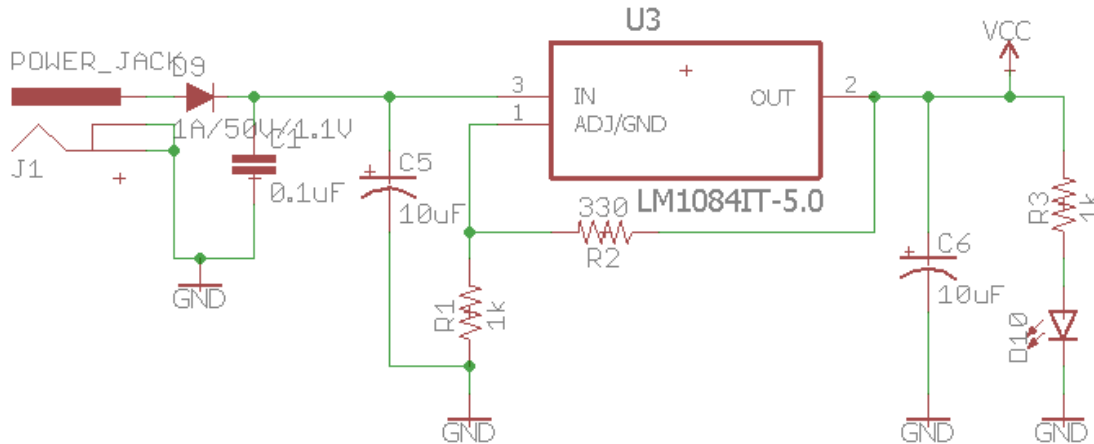 U3
VCC
POWER_JACK
D9
3
IN
OUT
2
1
ADJ/GND
1A/50V/1.1V
C1
J1
0.1uF
C5
10uF
LM1084IT-5.0
330
R2
R3
1k
C6
10uF
GND
R1
1k
D10
GND
GND
GND